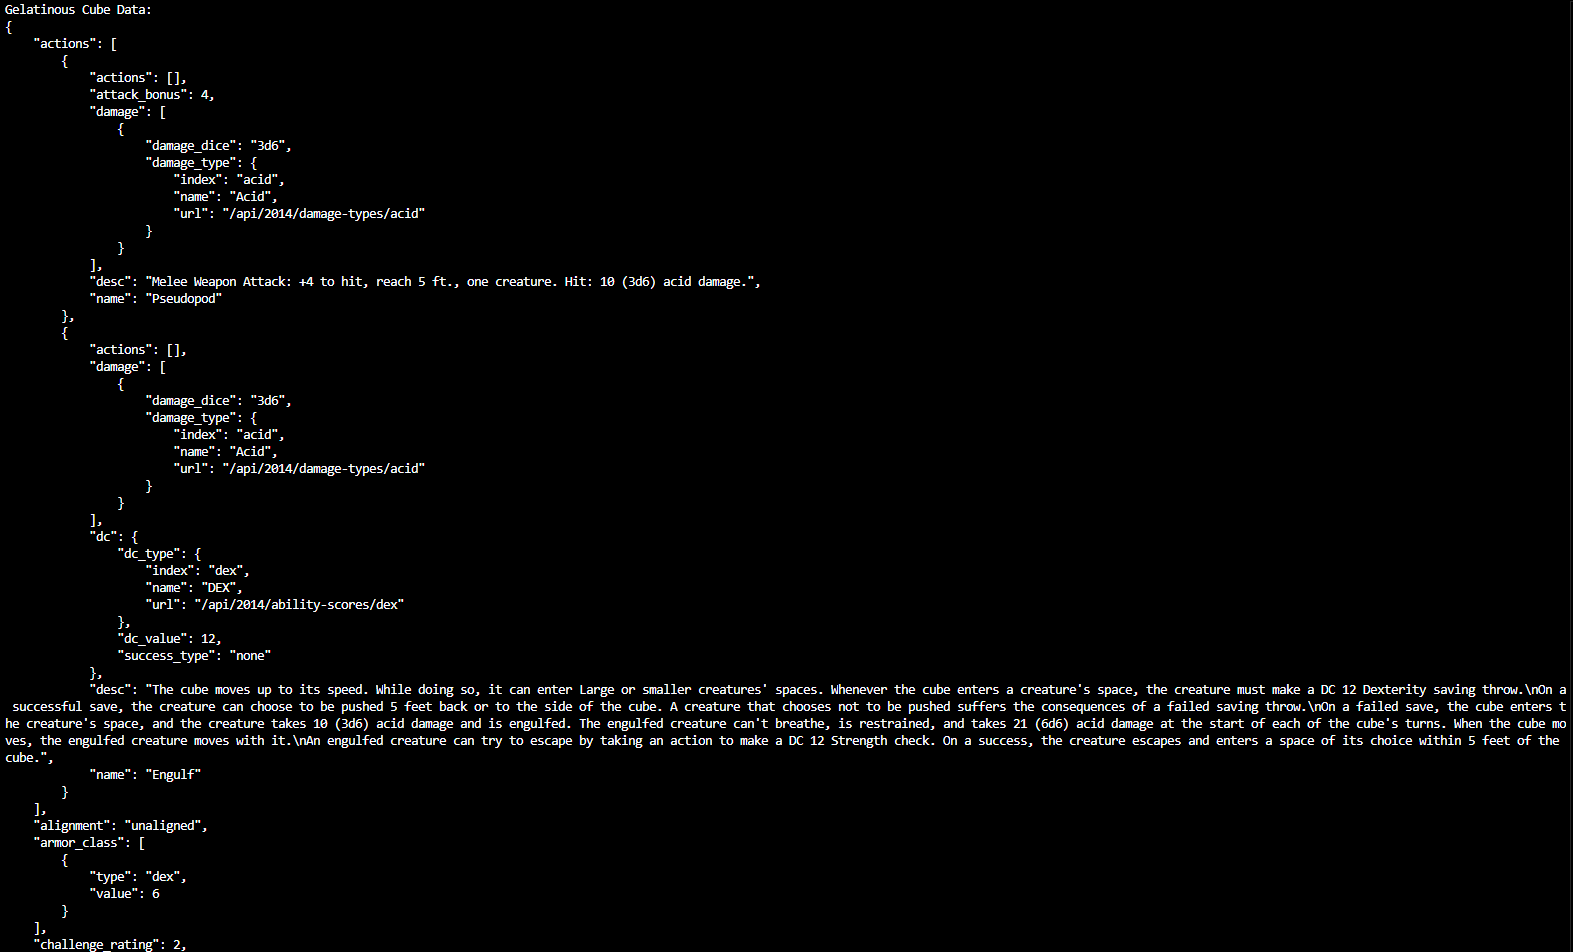 Gelatinous Cube Data:
{
    "actions": [
        {
            "actions": [],
            "attack_bonus": 4,
            "damage": [
                {
                    "damage_dice": "3d6",
                    "damage_type": {
                        "index": "acid",
                        "name": "Acid",
                        "url": "/api/2014/damage-types/acid"
                    }
                }
            ],
            "desc": "Melee Weapon Attack: +4 to hit, reach 5 ft., one creature. Hit: 10 (3d6) acid damage.",
            "name": "Pseudopod"
        },
        {
            "actions": [],
            "damage": [
                {
                    "damage_dice": "3d6",
                    "damage_type": {
                        "index": "acid",
                        "name": "Acid",
                        "url": "/api/2014/damage-types/acid"
                    }
                }
            ],
            "dc": {
                "dc_type": {
                    "index": "dex",
                    "name": "DEX",
                    "url": "/api/2014/ability-scores/dex"
                },
                "dc_value": 12,
                "success_type": "none"
            },
            "desc": "The cube moves up to its speed. While doing so, it can enter Large or smaller creatures' spaces. Whenever the cube enters a creature's space, the creature must make a DC 12 Dexterity saving throw.\nOn a
 successful save, the creature can choose to be pushed 5 feet back or to the side of the cube. A creature that chooses not to be pushed suffers the consequences of a failed saving throw.\nOn a failed save, the cube enters t
he creature's space, and the creature takes 10 (3d6) acid damage and is engulfed. The engulfed creature can't breathe, is restrained, and takes 21 (6d6) acid damage at the start of each of the cube's turns. When the cube mo
ves, the engulfed creature moves with it.\nAn engulfed creature can try to escape by taking an action to make a DC 12 Strength check. On a success, the creature escapes and enters a space of its choice within 5 feet of the
cube.",
            "name": "Engulf"
        }
    ],
    "alignment": "unaligned",
    "armor_class": [
        {
            "type": "dex",
            "value": 6
        }
    ],
    "challenge_rating": 2,